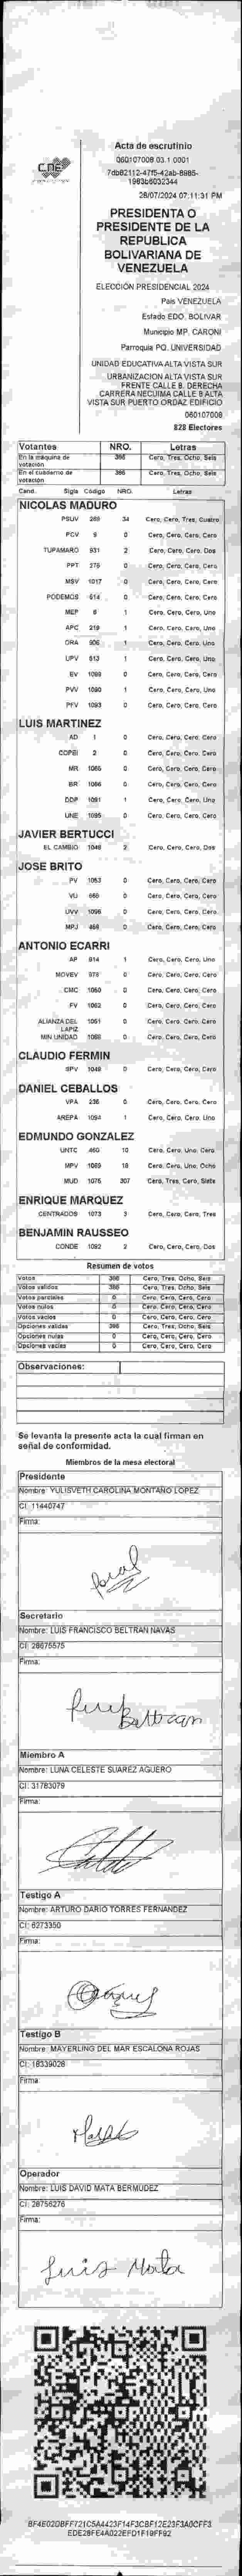 CNE
Acta de escrutinio
060107008.03.1.0001
7db82112-47f5-42ab-8985-
1983b8032344
28/07/2024 07:11:31 PM
PRESIDENTA O
PRESIDENTE DE LA
REPUBLICA
BOLIVARIANA DE
VENEZUELA
ELECCIÓN PRESIDENCIAL 2024
País VENEZUELA
Estado EDO. BOLIVAR
Municipio MP. CARONI
Parroquia PQ. UNIVERSIDAD
UNIDAD EDUCATIVA ALTA VISTA SUR
URBANIZACION ALTA VISTA SUR
FRENTE CALLE B. DERECHA
CARRERA NECUIMA CALLE B ALTA
VISTA SUR PUERTO ORDAZ EDIFICIO
060107008
828 Electores
Votantes NRO. Letras
En la máquina de votación 386 Cero, Tres, Ocho, Seis
En el cuaderno de votación 386 Cero, Tres, Ocho, Seis
Cand. Sigla Código NRO. Letras
NICOLAS MADURO
PSUV 269 34 Cero, Cero, Tres, Cuatro
PCV 9 0 Cero, Cero, Cero, Cero
TUPAMARO 931 2 Cero, Cero, Cero, Dos
PPT 275 0 Cero, Cero, Cero, Cero
MSV 1017 0 Cero, Cero, Cero, Cero
PODEMOS 514 0 Cero, Cero, Cero, Cero
MEP 6 1 Cero, Cero, Cero, Uno
APC 219 1 Cero, Cero, Cero, Uno
ORA 906 1 Cero, Cero, Cero, Uno
UPV 613 1 Cero, Cero, Cero, Uno
EV 1089 0 Cero, Cero, Cero, Cero
PVV 1090 1 Cero, Cero, Cero, Uno
PFV 1093 0 Cero, Cero, Cero, Cero
LUIS MARTINEZ
AD 1 0 Cero, Cero, Cero, Cero
COPEI 2 0 Cero, Cero, Cero, Cero
MR 1065 0 Cero, Cero, Cero, Cero
BR 1066 0 Cero, Cero, Cero, Cero
DDP 1091 1 Cero, Cero, Cero, Uno
UNE 1095 0 Cero, Cero, Cero, Cero
JAVIER BERTUCCI
EL CAMBIO 1048 2 Cero, Cero, Cero, Dos
JOSE BRITO
PV 1053 0 Cero, Cero, Cero, Cero
VU 665 0 Cero, Cero, Cero, Cero
UVV 1096 0 Cero, Cero, Cero, Cero
MPJ 456 0 Cero, Cero, Cero, Cero
ANTONIO ECARRI
AP 914 1 Cero, Cero, Cero, Uno
MOVEV 978 0 Cero, Cero, Cero, Cero
CMC 1050 0 Cero, Cero, Cero, Cero
FV 1062 0 Cero, Cero, Cero, Cero
ALIANZA DEL LAPIZ 1051 0 Cero, Cero, Cero, Cero
MIN UNIDAD 1088 0 Cero, Cero, Cero, Cero
CLAUDIO FERMIN
SPV 1049 0 Cero, Cero, Cero, Cero
DANIEL CEBALLOS
VPA 236 0 Cero, Cero, Cero, Cero
AREPA 1094 1 Cero, Cero, Cero, Uno
EDMUNDO GONZALEZ
UNTC 460 10 Cero, Cero, Uno, Cero
MPV 1089 18 Cero, Cero, Uno, Ocho
MUD 1075 307 Cero, Tres, Cero, Siete
ENRIQUE MARQUEZ
CENTRADOS 1073 3 Cero, Cero, Cero, Tres
BENJAMIN RAUSSEO
CONDE 1092 2 Cero, Cero, Cero, Dos
Resumen de votos
Votos 386 Cero, Tres, Ocho, Seis
Votos válidos 386 Cero, Tres, Ocho, Seis
Votos parciales 0 Cero, Cero, Cero, Cero
Votos nulos 0 Cero, Cero, Cero, Cero
Votos vacíos 0 Cero, Cero, Cero, Cero
Opciones validas 386 Cero, Tres, Ocho, Seis
Opciones nulas 0 Cero, Cero, Cero, Cero
Opciones vacías 0 Cero, Cero, Cero, Cero
Observaciones:
Se levanta la presente acta la cual firman en
señal de conformidad.
Miembros de la mesa electoral
Presidente
Nombre: YULISVETH CAROLINA MONTAÑO LOPEZ
CI: 11440747
Firma:
Secretario
Nombre: LUIS FRANCISCO BELTRAN NAVAS
CI: 28675575
Firma:
Luis Beltran
Miembro A
Nombre: LUNA CELESTE SUAREZ AGUERO
CI: 31783079
Firma:
Testigo A
Nombre: ARTURO DARIO TORRES FERNANDEZ
CI: 8273350
Firma:
Testigo B
Nombre: MAYERLING DEL MAR ESCALONA ROJAS
CI: 18339028
Firma:
Operador
Nombre: LUIS DAVID MATA BERMUDEZ
CI: 28756276
Firma:
Luis Mata
BF4E020BFF721C5A4423F14F3CBF12E23F3A0CFF3
EDE28FE4A022EFD1F19FF92